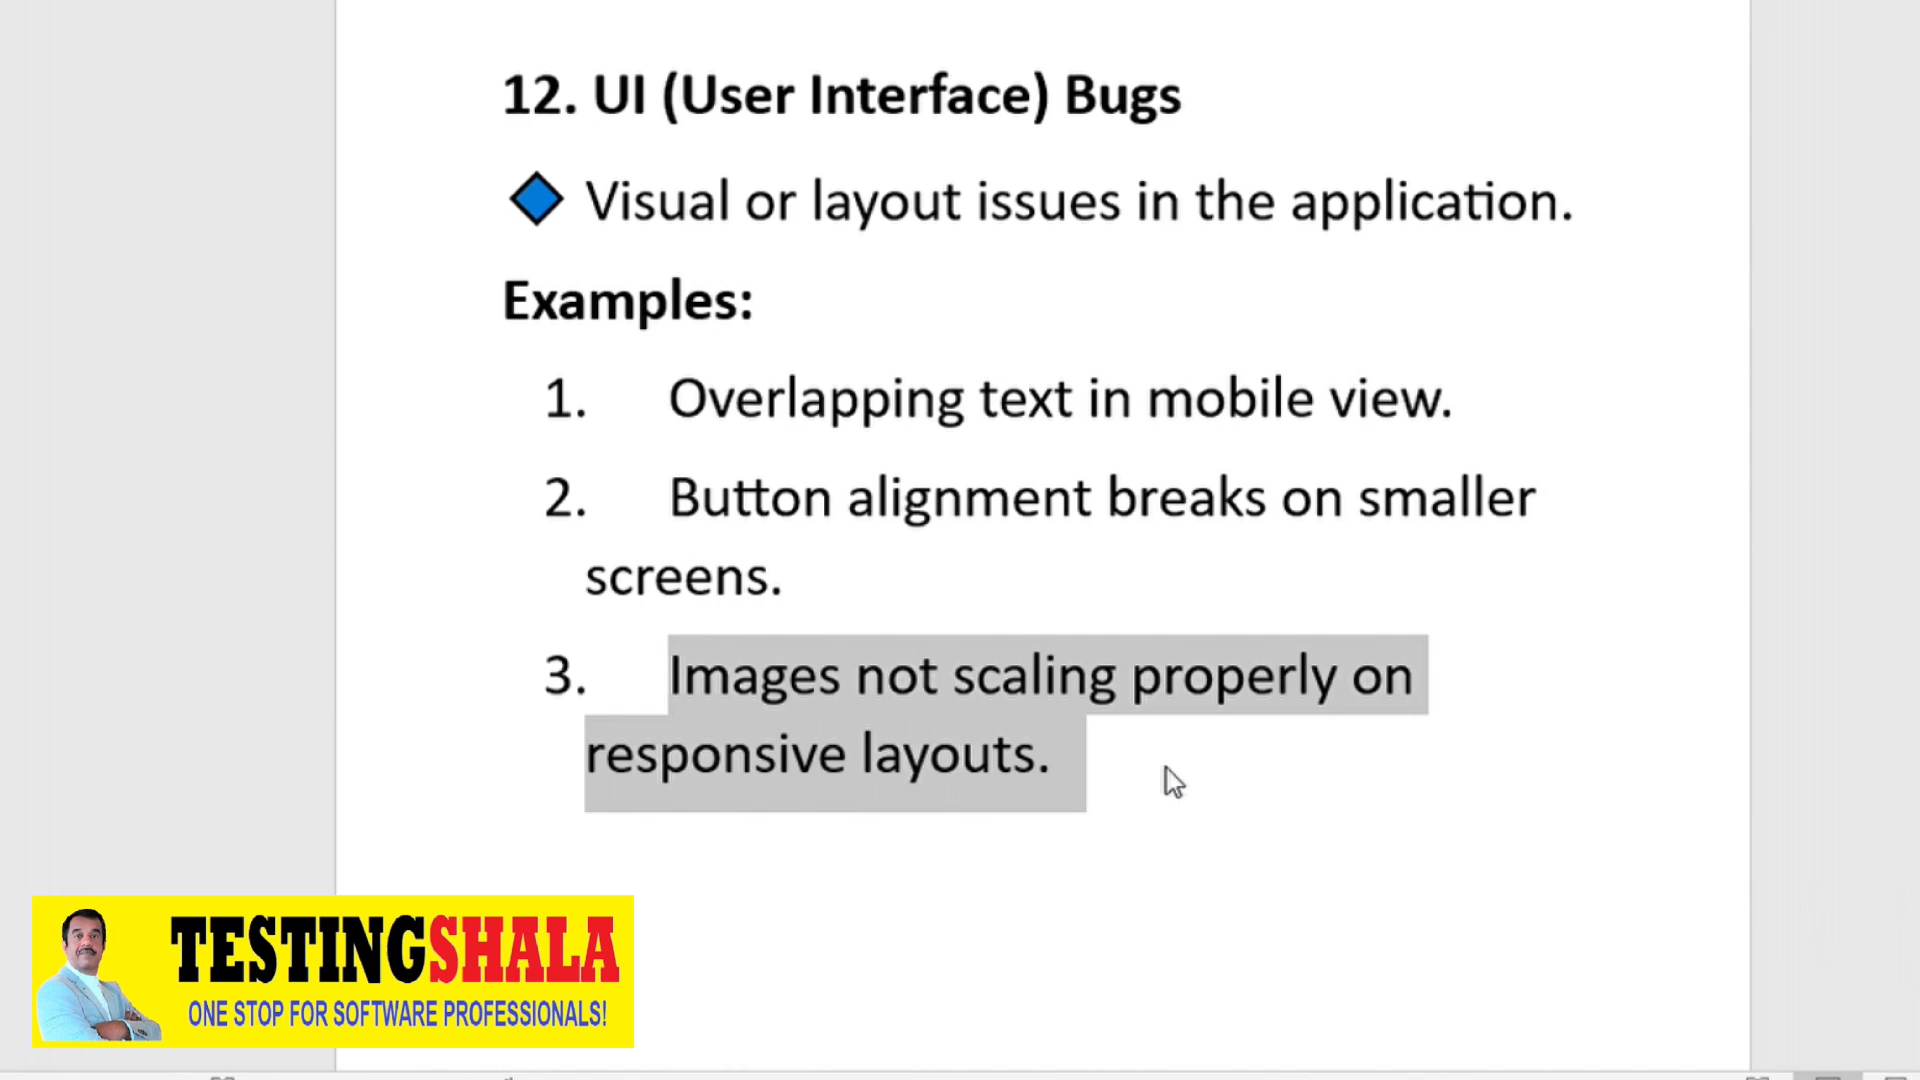 12. UI (User Interface) Bugs
Visual or layout issues in the application.
Examples:
1. Overlapping text in mobile view.
2. Button alignment breaks on smaller
screens.
3. Images not scaling properly on
responsive layouts.
TESTINGSHALA
ONE STOP FOR SOFTWARE PROFESSIONALS!